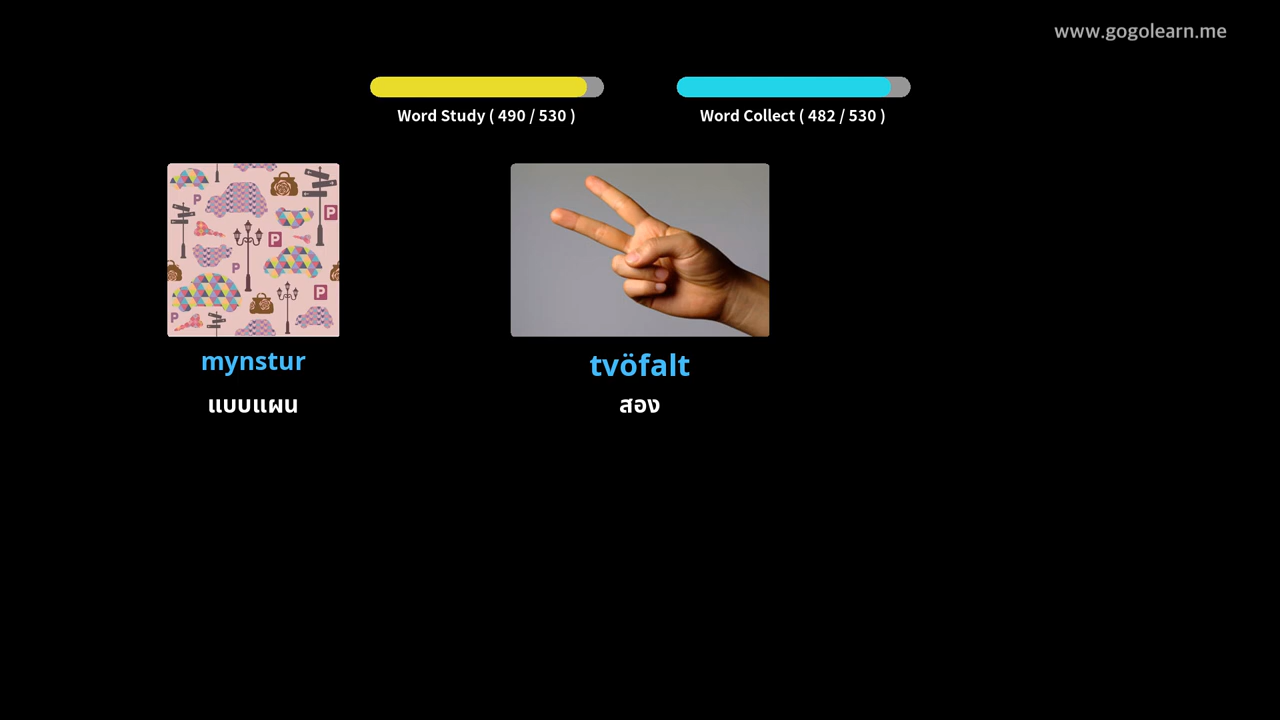 www.gogolearn.me
Word Study ( 490 / 530 )
Word Collect ( 482 / 530 )
P
P
P
P
P
P
mynstur
tvöfalt
แบบแผน
สอง